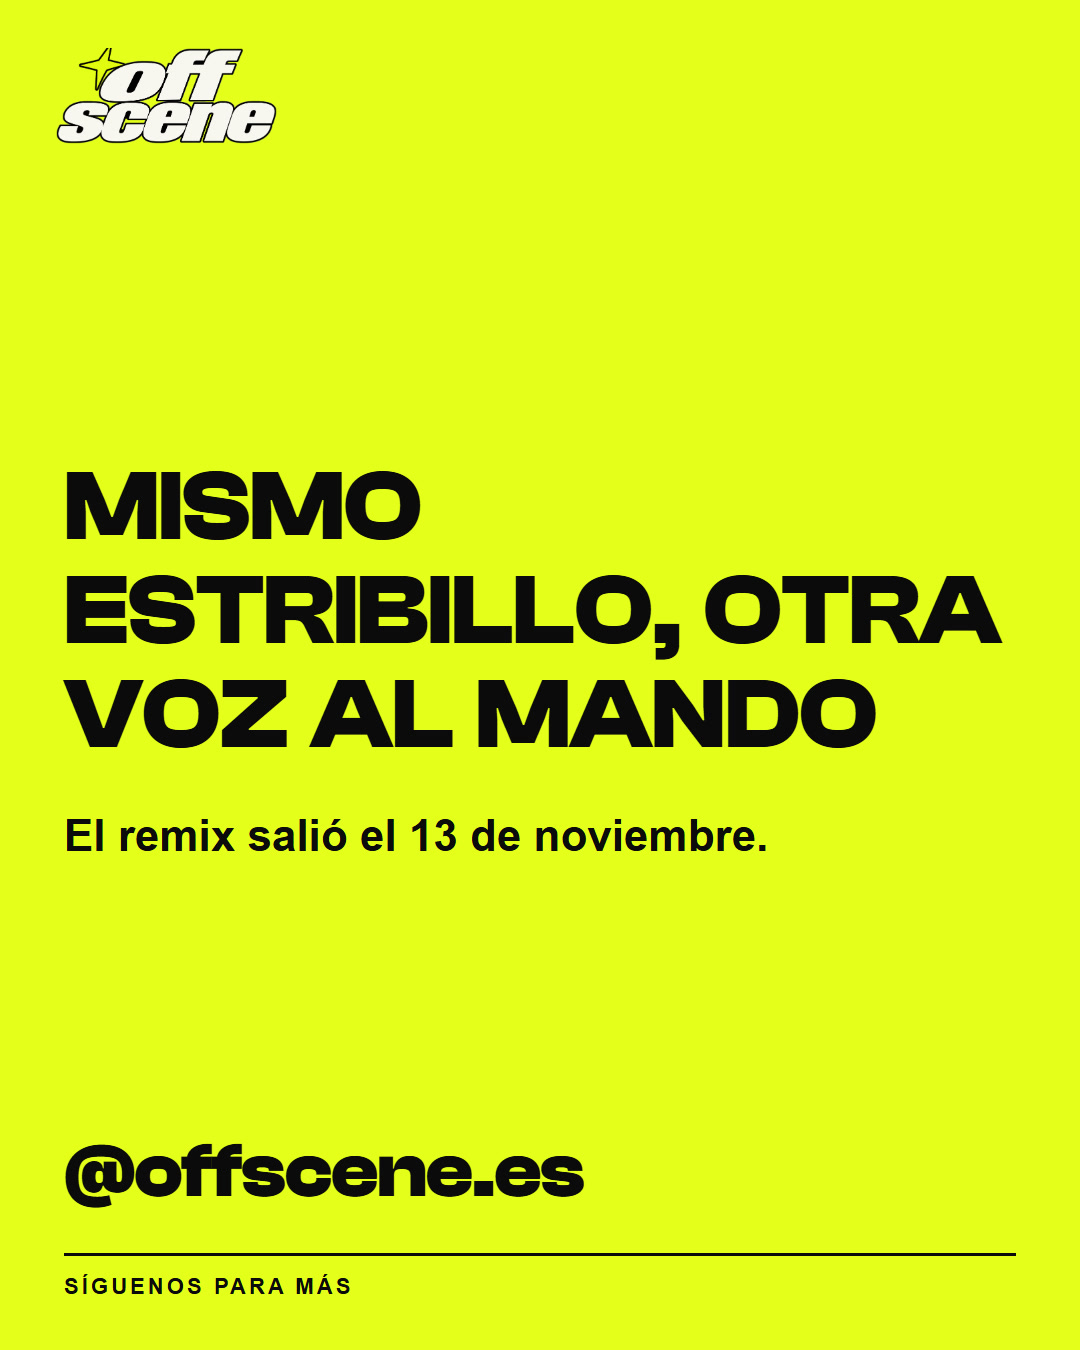 off
scene
MISMO
ESTRIBILLO, OTRA
VOZ AL MANDO
El remix salió el 13 de noviembre.
@offscene.es
SÍGUENOS PARA MÁS